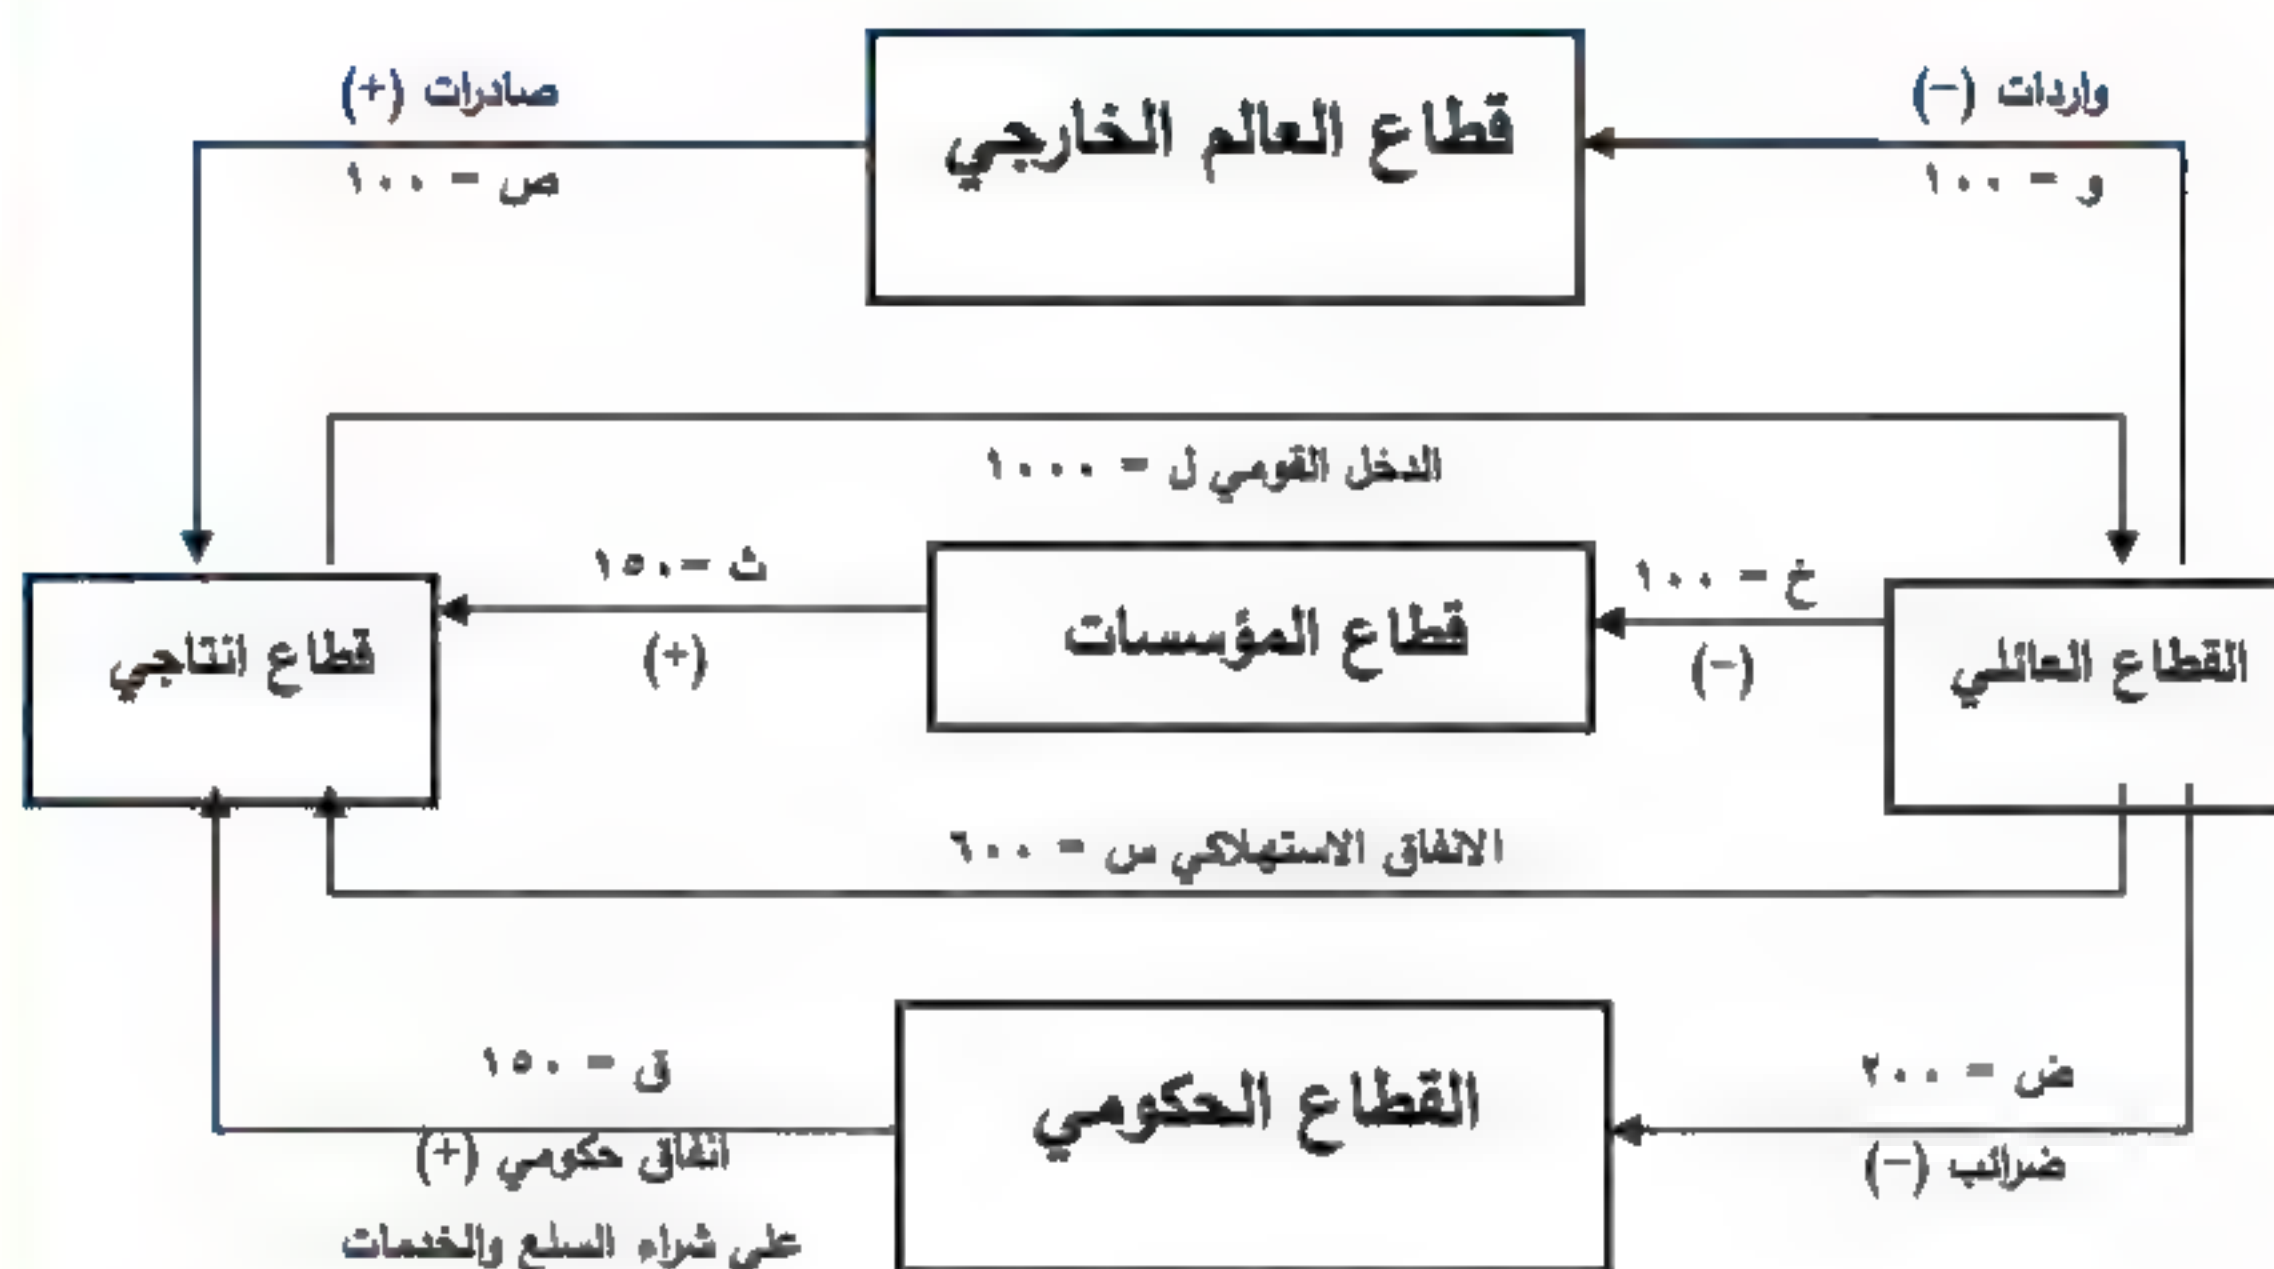 واردات (−)
صادرات (+)
قطاع العالم الخارجي
و = ١٠٠
ص = ١٠٠
الدخل القومي ل = ١٠٠٠
خ = ١٠٠
ث = ١٥٠
القطاع العائلي
(−)
قطاع المؤسسات
(+)
قطاع انتاجي
الانفاق الاستهلاكي س = ٦٠٠
ض = ٢٠٠
ق = ١٥٠
القطاع الحكومي
ضرائب (−)
انفاق حكومي (+)
على شراء السلع والخدمات